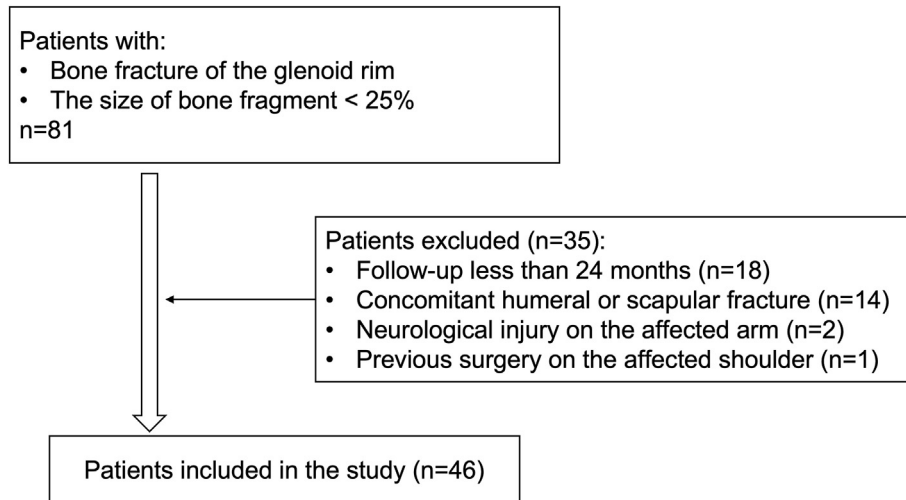 Patients with:
• Bone fracture of the glenoid rim
• The size of bone fragment < 25%
n=81
Patients excluded (n=35):
• Follow-up less than 24 months (n=18)
• Concomitant humeral or scapular fracture (n=14)
• Neurological injury on the affected arm (n=2)
• Previous surgery on the affected shoulder (n=1)
Patients included in the study (n=46)